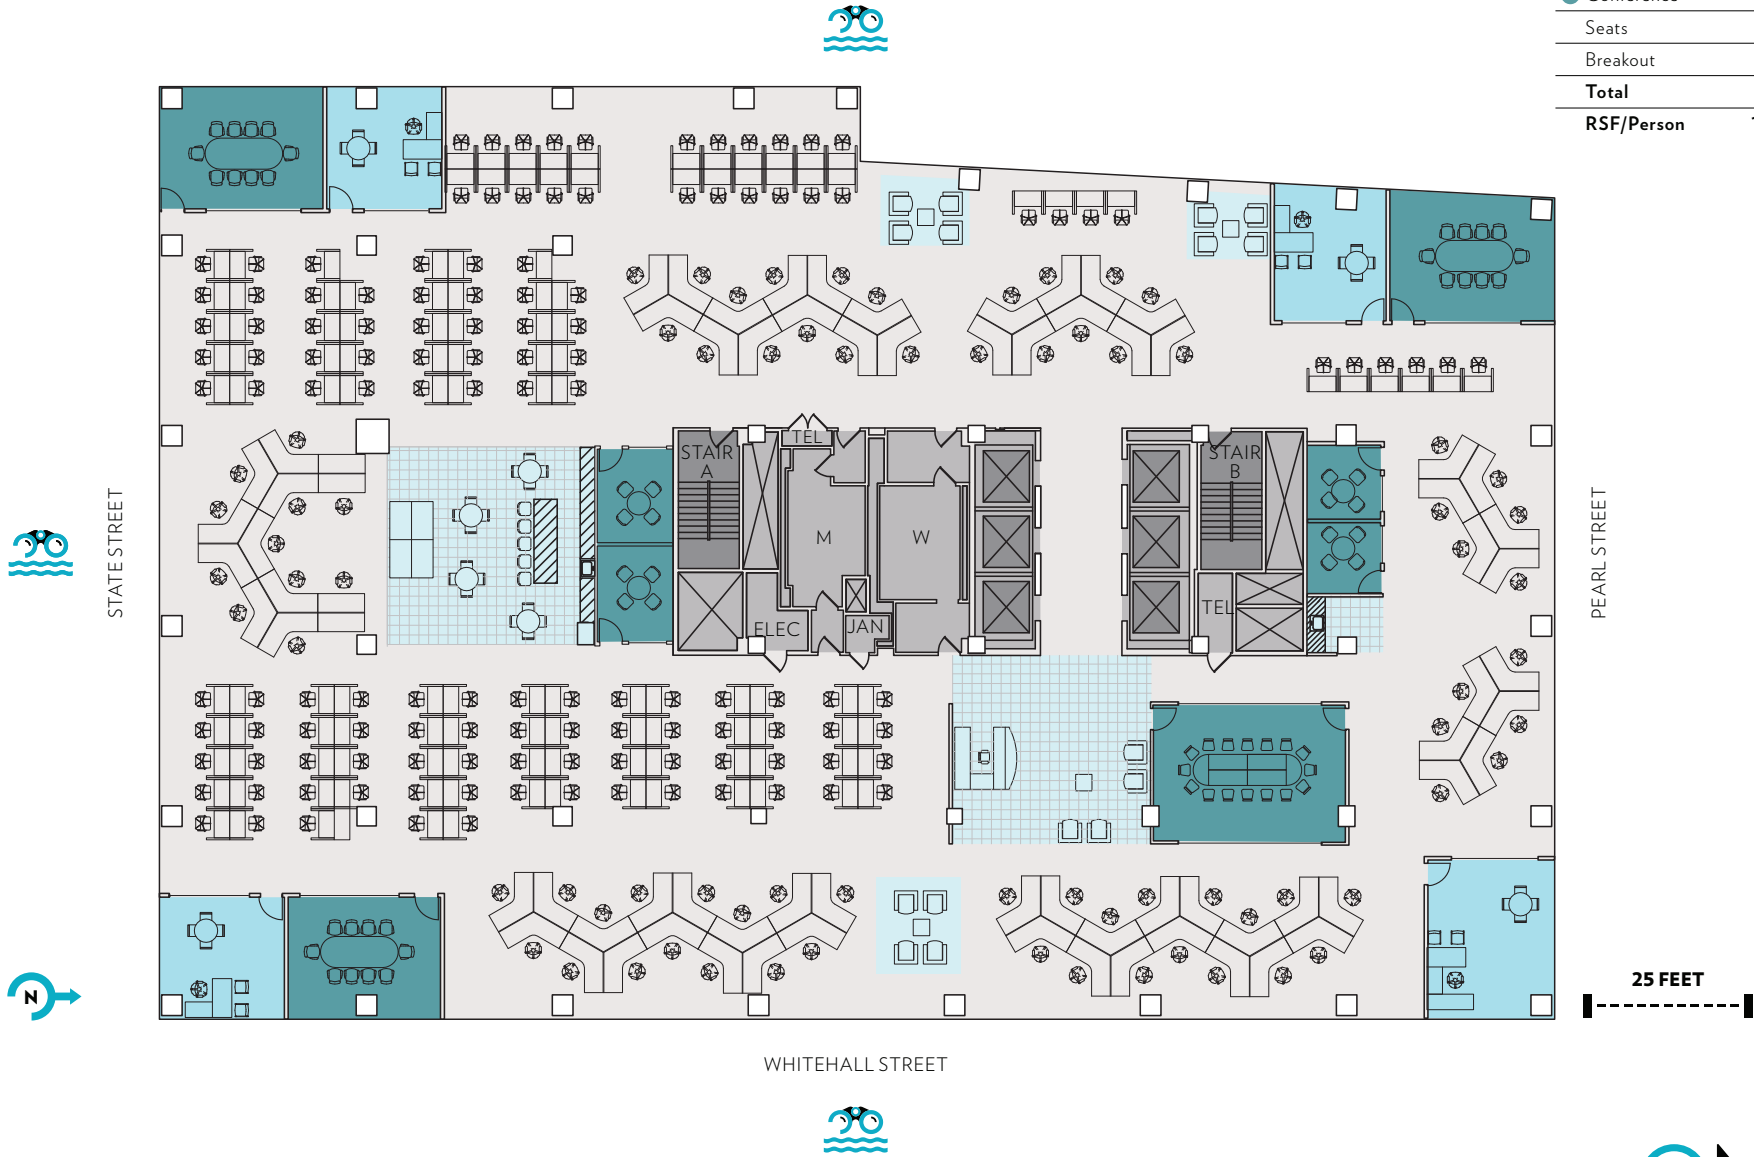 Conference
Seats
Breakout
Total
RSF/Person
STAIR
A
TEL
STAIR
B
M
W
TEL
ELEC
JAN
STATE STREET
PEARL STREET
N
25 FEET
WHITEHALL STREET